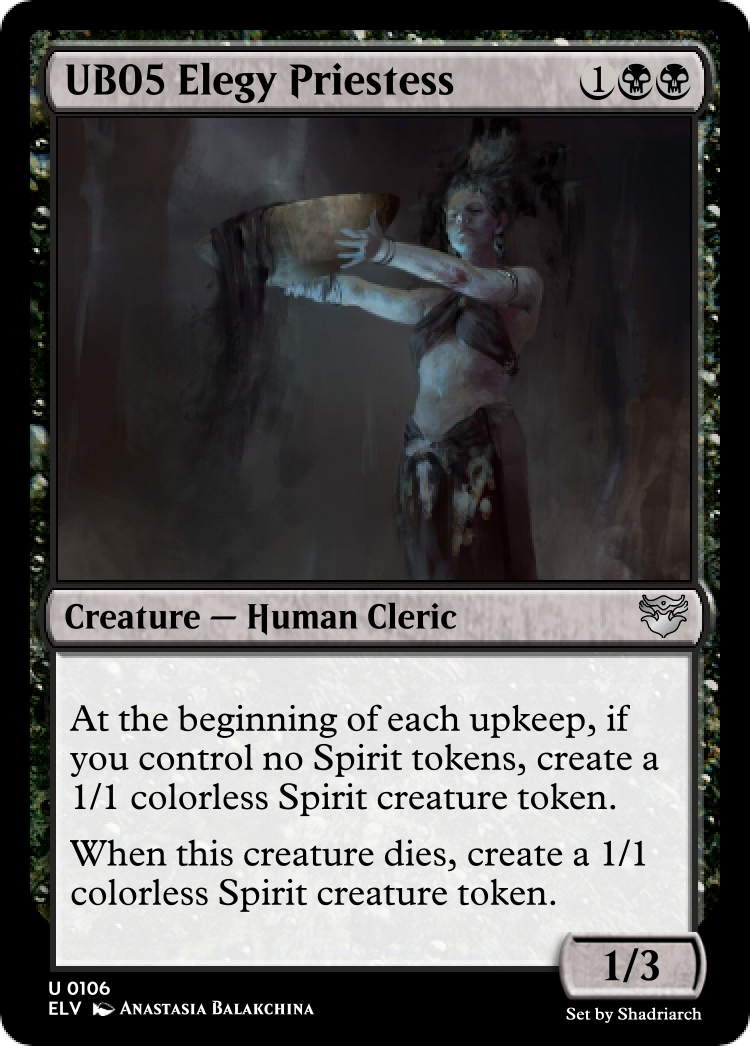 UB05 Elegy Priestess 1
Creature — Human Cleric
At the beginning of each upkeep, if
you control no Spirit tokens, create a
1/1 colorless Spirit creature token.
When this creature dies, create a 1/1
colorless Spirit creature token.
1/3
U 0106
ELV Anastasia Balakchina
Set by Shadriarch